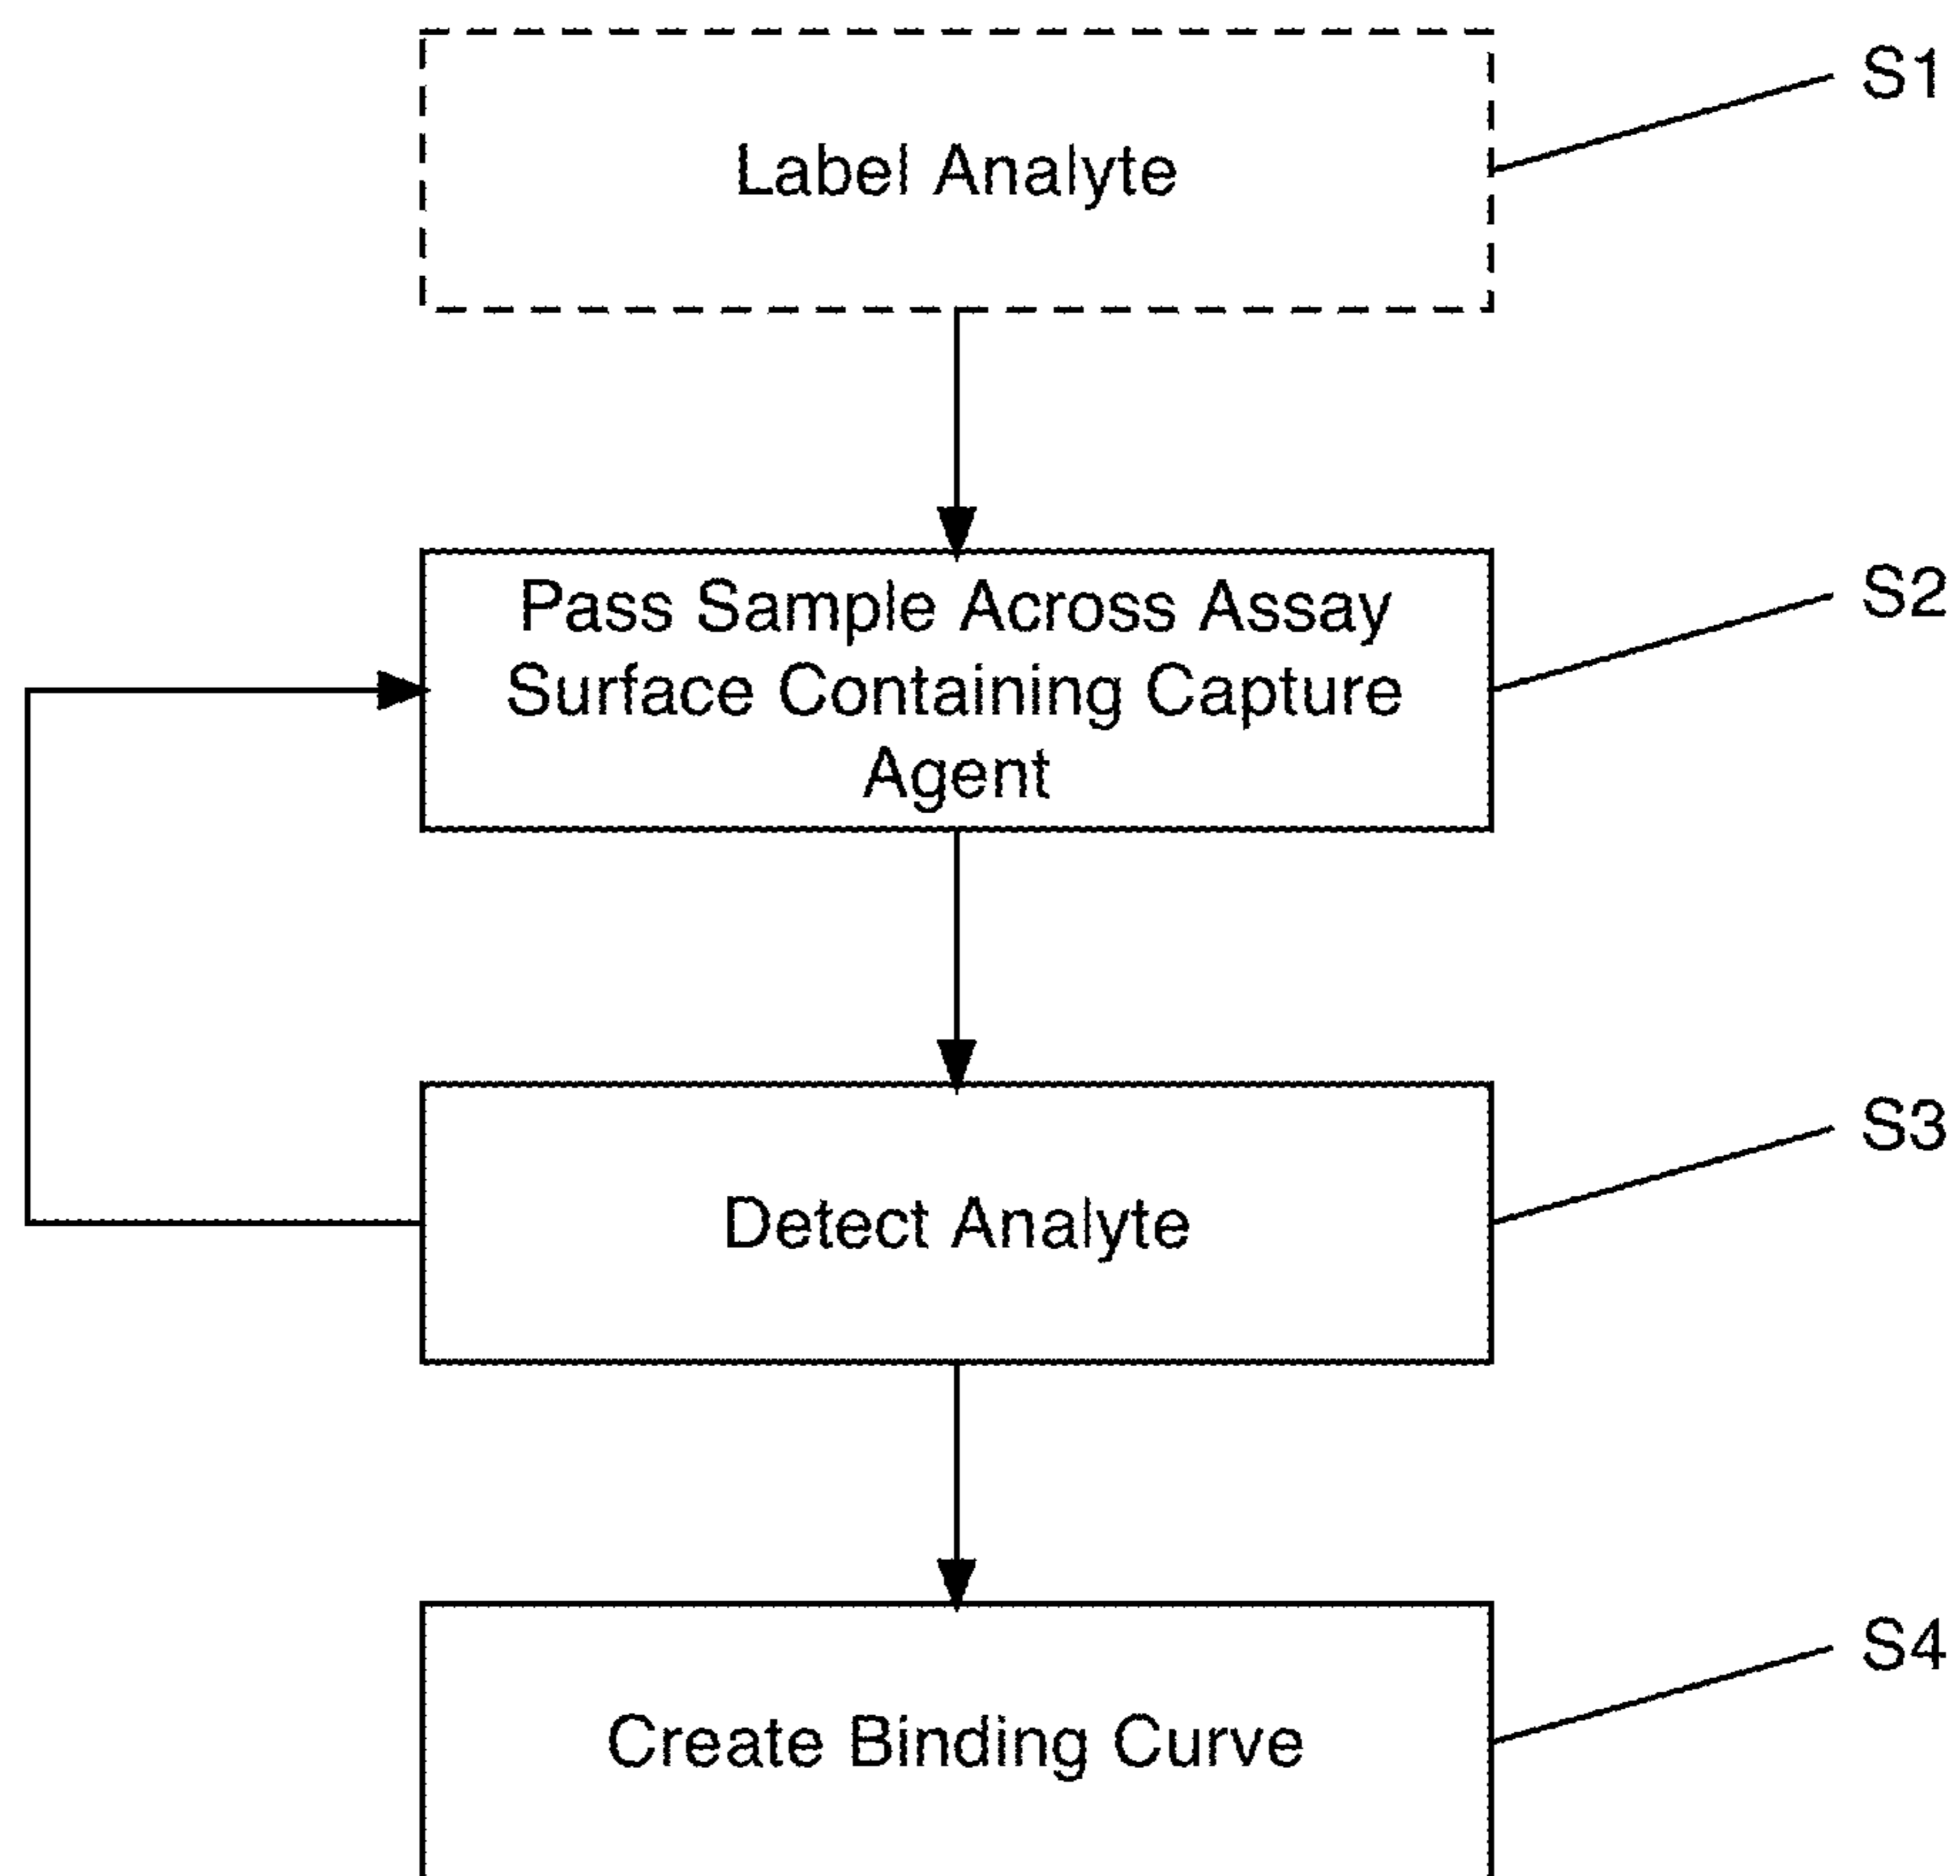 Label Analyte
S1
Pass Sample Across Assay
Surface Containing Capture
Agent
S2
Detect Analyte
S3
Create Binding Curve
S4